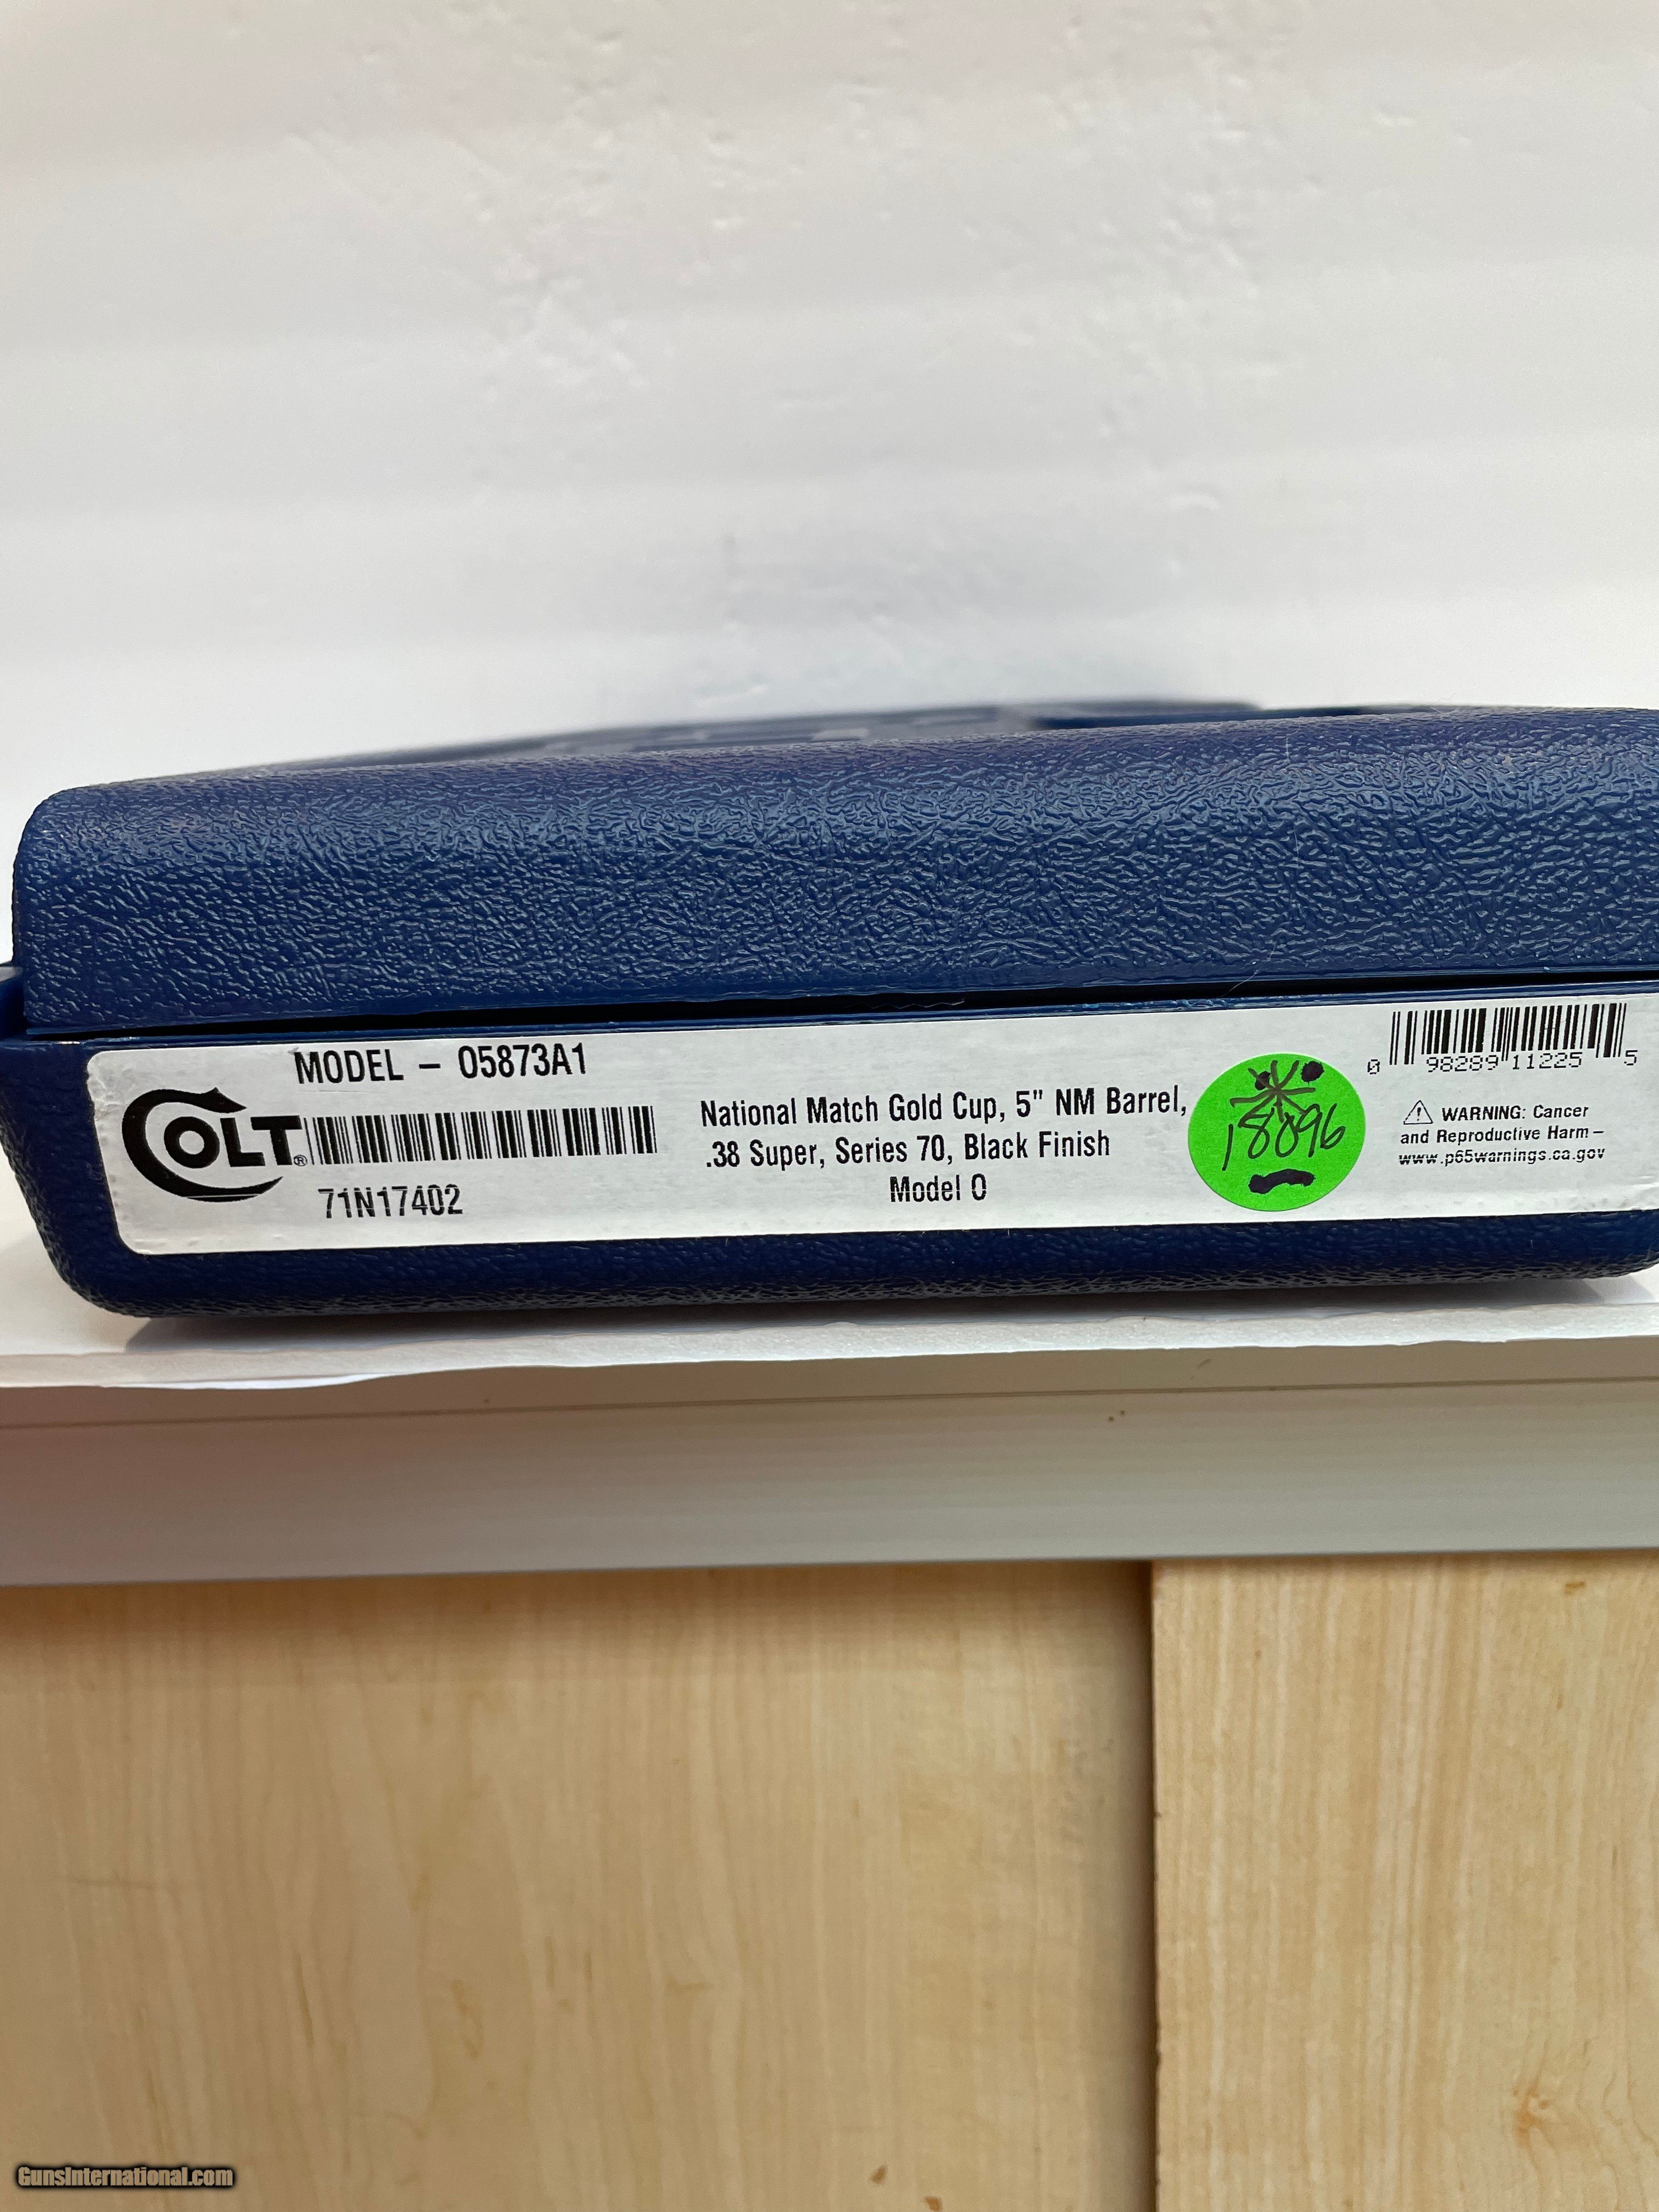 MODEL - O5873A1
COLT®
71N17402
National Match Gold Cup, 5" NM Barrel,
.38 Super, Series 70, Black Finish
Model O
18096
0 98289 11225 5
WARNING: Cancer
and Reproductive Harm –
www.p65warnings.ca.gov
GunsInternational.com